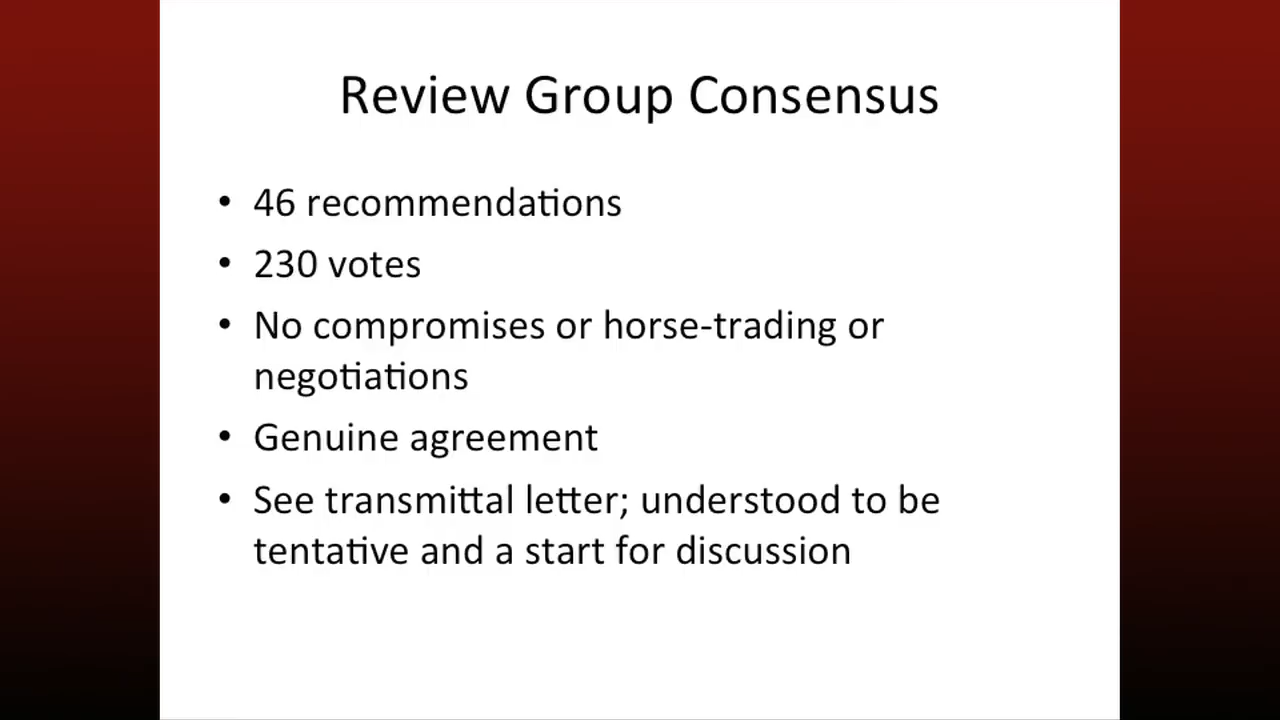 Review Group Consensus
• 46 recommendations
• 230 votes
• No compromises or horse-trading or
negotiations
• Genuine agreement
• See transmittal letter; understood to be
tentative and a start for discussion